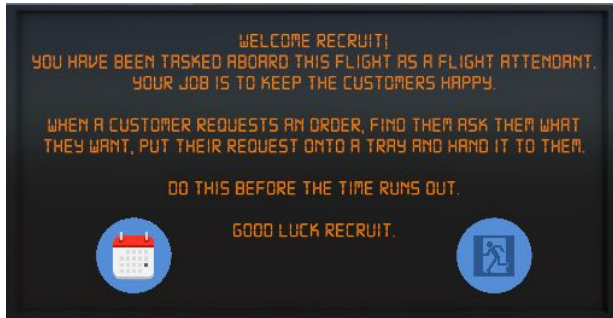 WELCOME RECRUIT!
YOU HAVE BEEN TASKED ABOARD THIS FLIGHT AS A FLIGHT ATTENDANT.
YOUR JOB IS TO KEEP THE CUSTOMERS HAPPY.
WHEN A CUSTOMER REQUESTS AN ORDER, FIND THEM ASK THEM WHAT
THEY WANT, PUT THEIR REQUEST ONTO A TRAY AND HAND IT TO THEM.
DO THIS BEFORE THE TIME RUNS OUT.
GOOD LUCK RECRUIT.